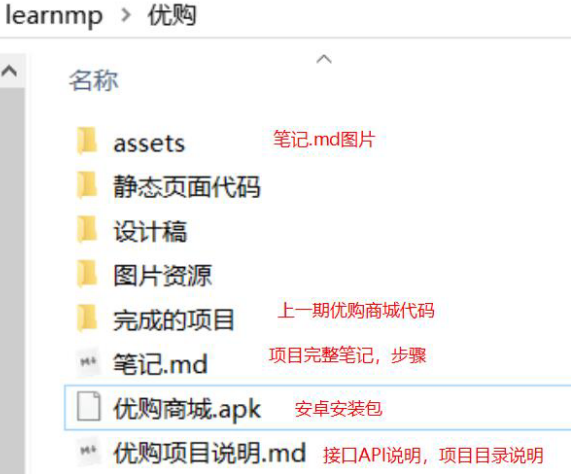 learnmp > 优购
名称
assets 笔记.md图片
静态页面代码
设计稿
图片资源
完成的项目 上一期优购商城代码
笔记.md 项目完整笔记，步骤
优购商城.apk 安卓安装包
优购项目说明.md 接口API说明，项目目录说明